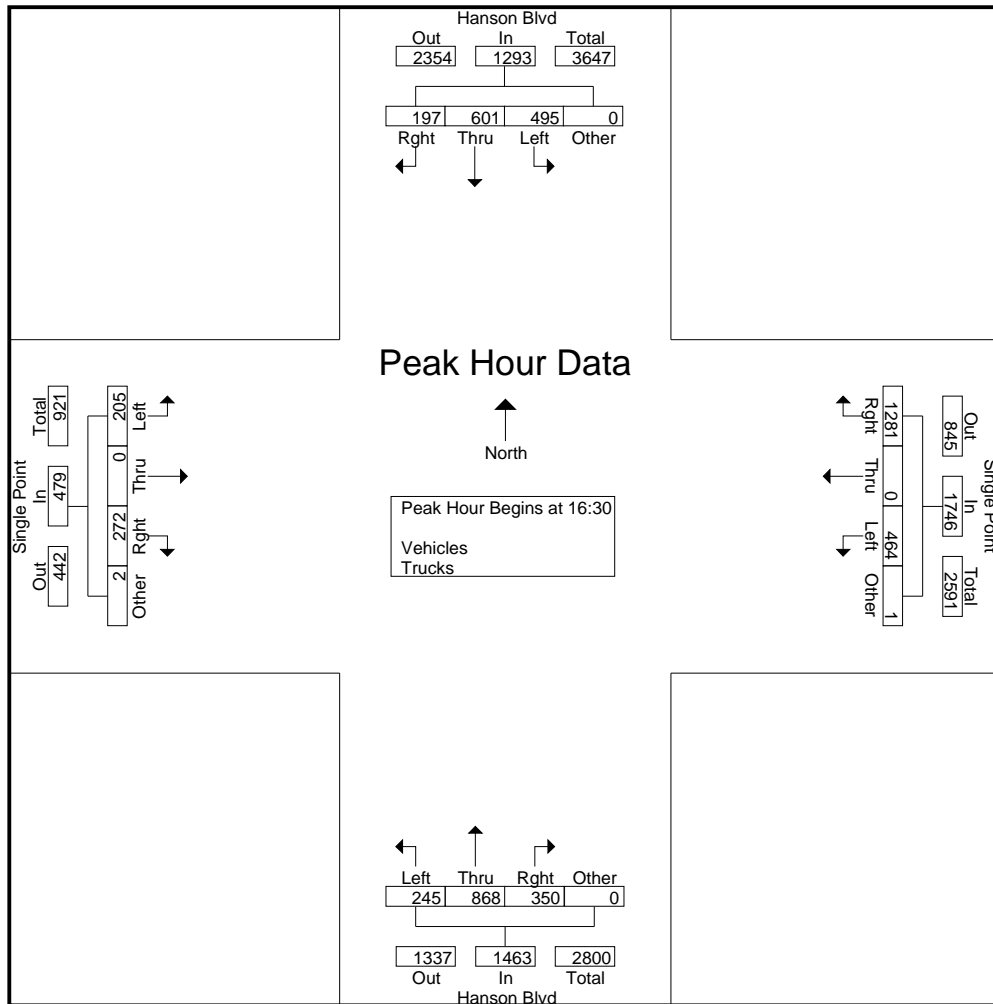 Hanson Blvd
Out In Total
2354 1293 3647
197 601 495 0
Rght Thru Left Other
Peak Hour Data
North
Peak Hour Begins at 16:30
Vehicles
Trucks
Single Point
Total In Out
921 479 442
205 0 272 2
Left Thru Rght Other
1281 0 464 1
Rght Thru Left Other
Out In Total
845 1746 2591
Single Point
Left Thru Rght Other
245 868 350 0
1337 1463 2800
Out In Total
Hanson Blvd